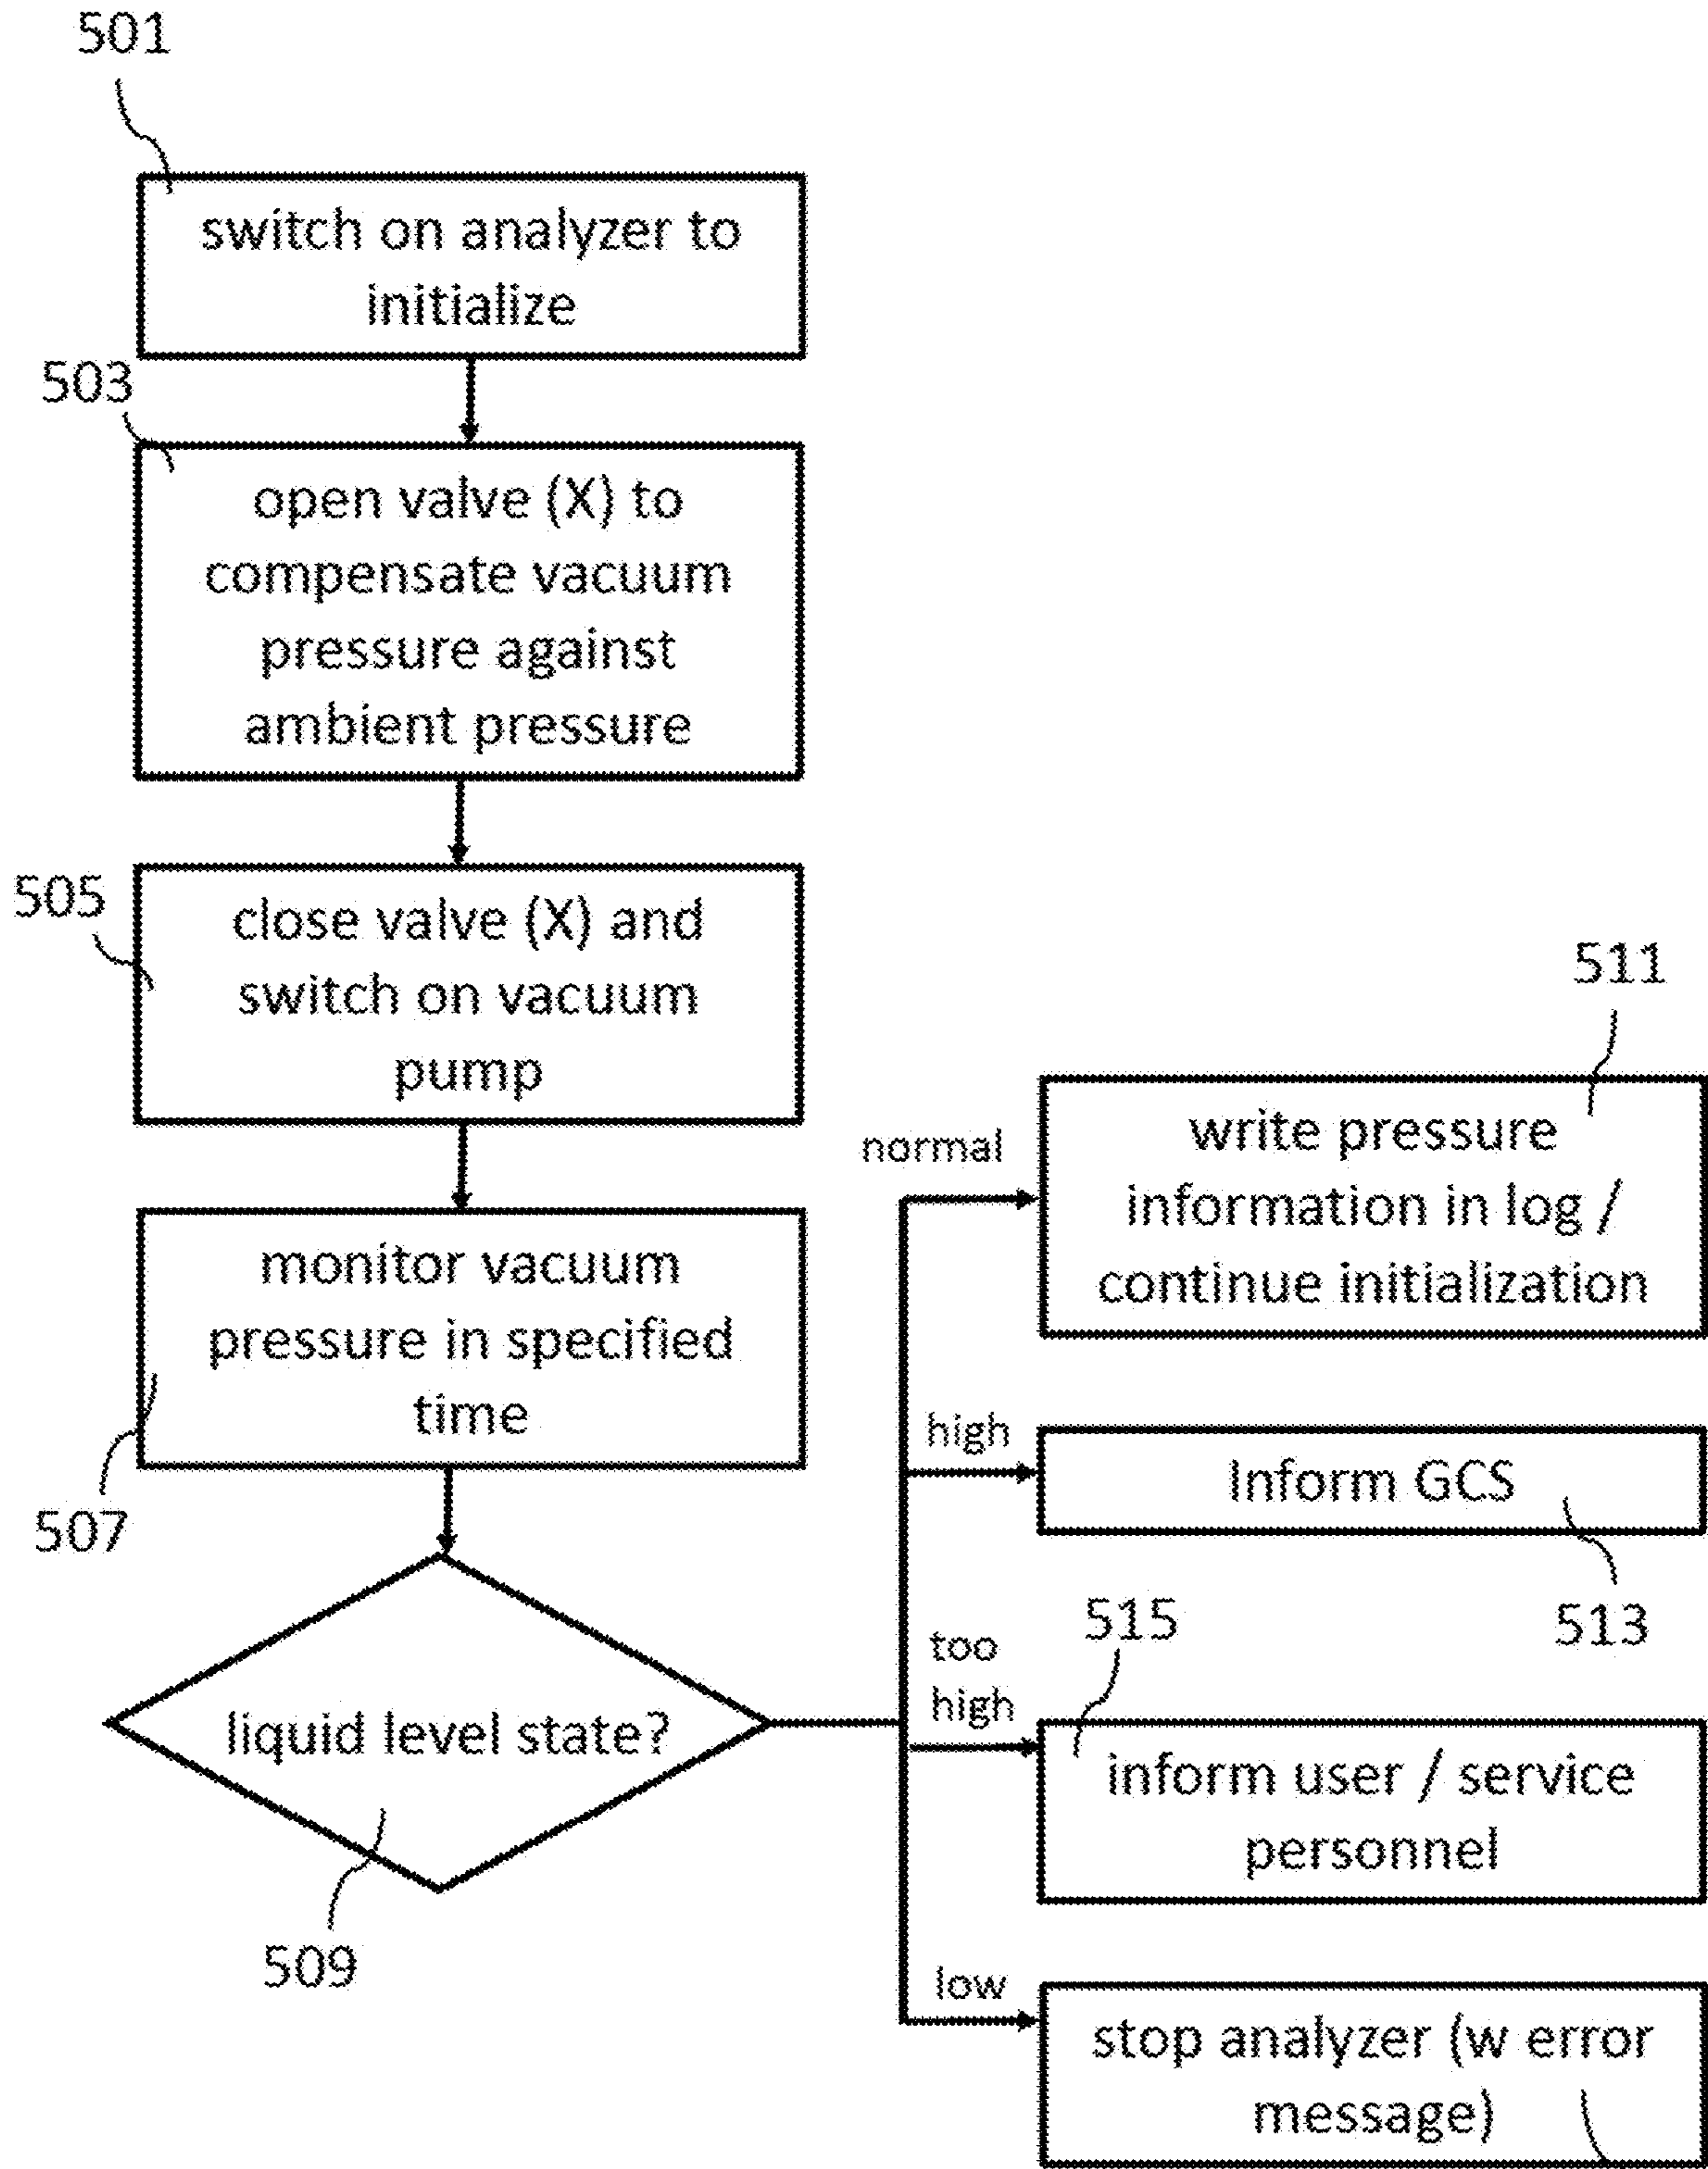 501
switch on analyzer to
initialize
503
open valve (X) to
compensate vacuum
pressure against
ambient pressure
505
close valve (X) and
switch on vacuum
pump
507
monitor vacuum
pressure in specified
time
liquid level state?
509
normal
511
write pressure
information in log /
continue initialization
high
Inform GCS
513
too
high
515
inform user / service
personnel
low
stop analyzer (w error
message)